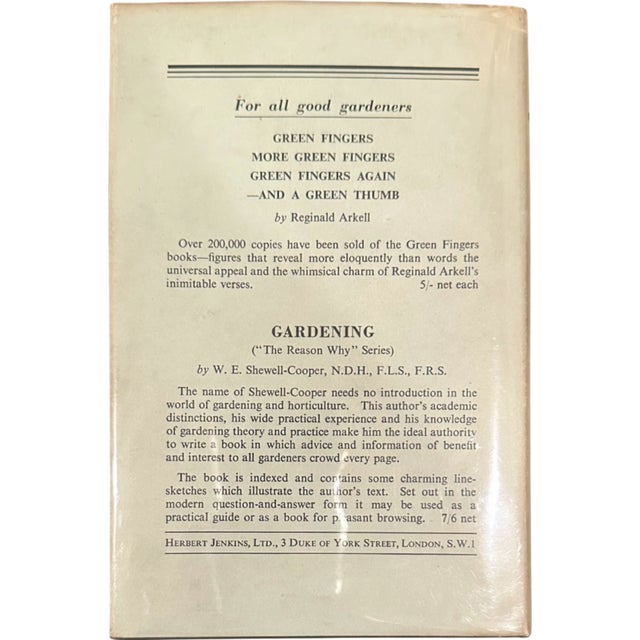 For all good gardeners
GREEN FINGERS
MORE GREEN FINGERS
GREEN FINGERS AGAIN
—AND A GREEN THUMB
by Reginald Arkell
Over 200,000 copies have been sold of the Green Fingers
books—figures that reveal more eloquently than words the
universal appeal and the whimsical charm of Reginald Arkell's
inimitable verses. 5/- net each
GARDENING
("The Reason Why" Series)
by W. E. Shewell-Cooper, N.D.H., F.L.S., F.R.S.
The name of Shewell-Cooper needs no introduction in the
world of gardening and horticulture. This author's academic
distinctions, his wide practical experience and his knowledge
of gardening theory and practice make him the ideal authority
to write a book in which advice and information of benefit
and interest to all gardeners crowd every page.
The book is indexed and contains some charming line-
sketches which illustrate the author's text. Set out in the
modern question-and-answer form it may be used as a
practical guide or as a book for pleasant browsing. 7/6 net
HERBERT JENKINS, LTD., 3 DUKE OF YORK STREET, LONDON, S.W.1